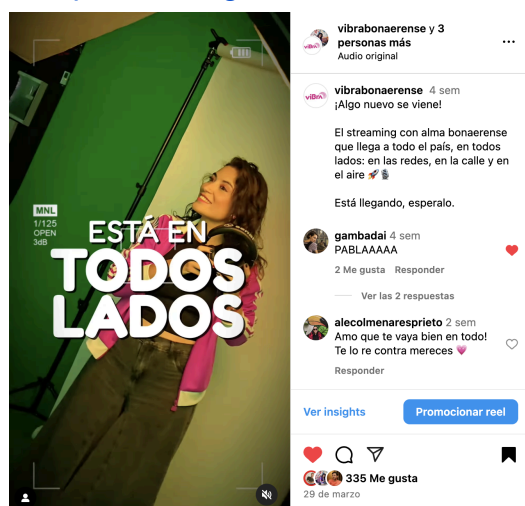 MNL
1/125
OPEN
3dB
ESTÁ EN
TODOS
LADOS
vibrabonaerense y 3
personas más
Audio original
viBra
vibrabonaerense 4 sem
¡Algo nuevo se viene!
El streaming con alma bonaerense
que llega a todo el país, en todos
lados: en las redes, en la calle y en
el aire 🚀🎙️
Está llegando, esperalo.
gambadai 4 sem
PABLAAAAA
2 Me gusta Responder
Ver las 2 respuestas
alecolmenaresprieto 2 sem
Amo que te vaya bien en todo!
Te lo re contra mereces 💗
Responder
Ver insights
Promocionar reel
335 Me gusta
29 de marzo